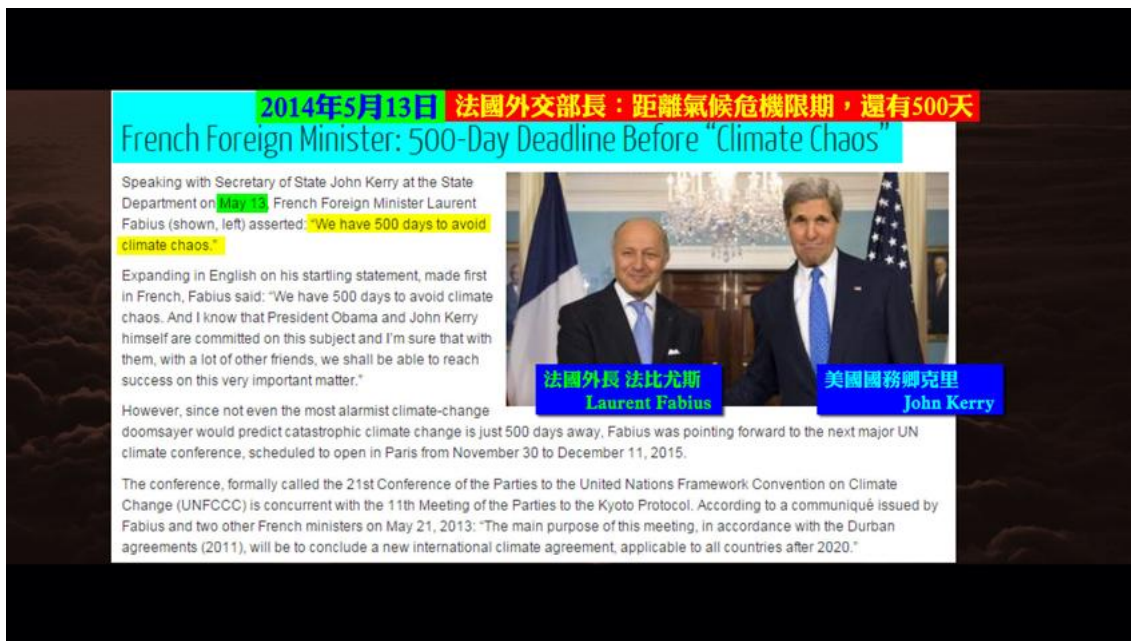 2014年5月13日 法國外交部長：距離氣候危機限期，還有500天
French Foreign Minister: 500-Day Deadline Before “Climate Chaos”
Speaking with Secretary of State John Kerry at the State
Department on May 13, French Foreign Minister Laurent
Fabius (shown, left) asserted: “We have 500 days to avoid
climate chaos.”
Expanding in English on his startling statement, made first
in French, Fabius said: “We have 500 days to avoid climate
chaos. And I know that President Obama and John Kerry
himself are committed on this subject and I’m sure that with
them, with a lot of other friends, we shall be able to reach
success on this very important matter.”
法國外長 法比尤斯
Laurent Fabius
美國國務卿克里
John Kerry
However, since not even the most alarmist climate-change
doomsayer would predict catastrophic climate change is just 500 days away, Fabius was pointing forward to the next major UN
climate conference, scheduled to open in Paris from November 30 to December 11, 2015.
The conference, formally called the 21st Conference of the Parties to the United Nations Framework Convention on Climate
Change (UNFCCC) is concurrent with the 11th Meeting of the Parties to the Kyoto Protocol. According to a communiqué issued by
Fabius and two other French ministers on May 21, 2013: “The main purpose of this meeting, in accordance with the Durban
agreements (2011), will be to conclude a new international climate agreement, applicable to all countries after 2020.”